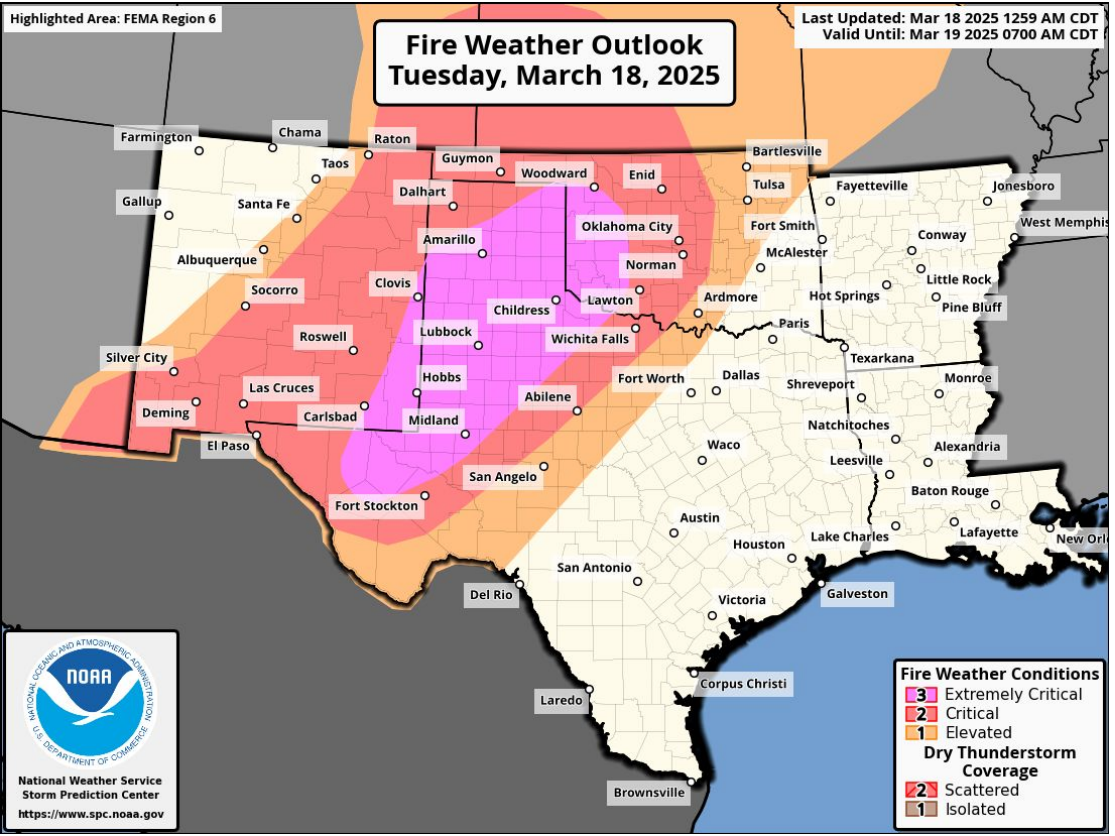 Highlighted Area: FEMA Region 6
Fire Weather Outlook
Tuesday, March 18, 2025
Last Updated: Mar 18 2025 1259 AM CDT
Valid Until: Mar 19 2025 0700 AM CDT
Farmington
Chama
Raton
Taos
Guymon
Woodward
Enid
Bartlesville
Tulsa
Dalhart
Gallup
Santa Fe
Fayetteville
Jonesboro
Oklahoma City
Fort Smith
West Memphis
Amarillo
Conway
Albuquerque
Norman
McAlester
Little Rock
Socorro
Clovis
Lawton
Ardmore
Hot Springs
Childress
Pine Bluff
Roswell
Lubbock
Wichita Falls
Paris
Silver City
Texarkana
Las Cruces
Hobbs
Fort Worth
Dallas
Shreveport
Monroe
Deming
Carlsbad
Midland
Abilene
Natchitoches
El Paso
Waco
Leesville
Alexandria
San Angelo
Baton Rouge
Fort Stockton
Austin
Lake Charles
Lafayette
New Orl
Houston
San Antonio
Del Rio
Victoria
Galveston
Laredo
Corpus Christi
Brownsville
NATIONAL OCEANIC AND ATMOSPHERIC ADMINISTRATION
NOAA
U.S. DEPARTMENT OF COMMERCE
National Weather Service
Storm Prediction Center
https://www.spc.noaa.gov
Fire Weather Conditions
3 Extremely Critical
2 Critical
1 Elevated
Dry Thunderstorm
Coverage
2 Scattered
1 Isolated